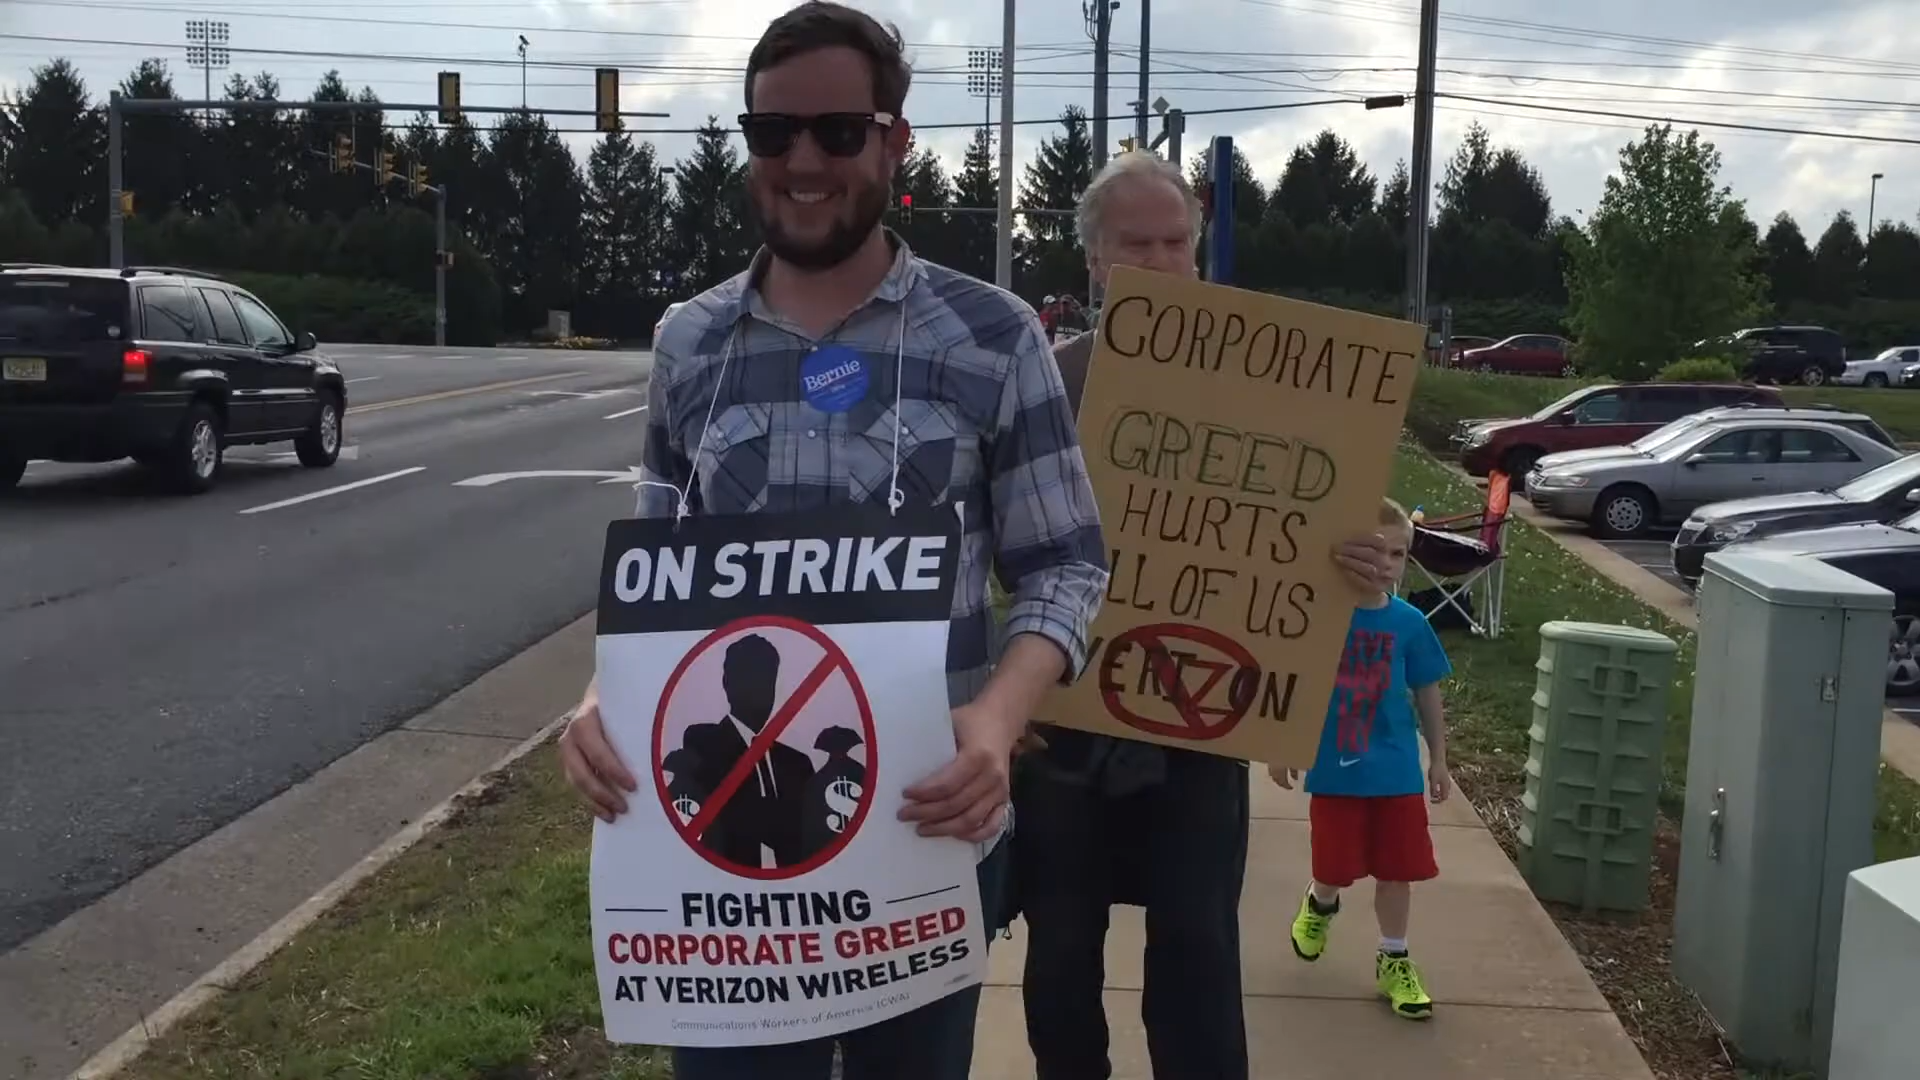 Bernie
ON STRIKE
FIGHTING
CORPORATE GREED
AT VERIZON WIRELESS
Communications Workers of America (CWA)
CORPORATE
GREED
HURTS
LL OF US
VERIZON